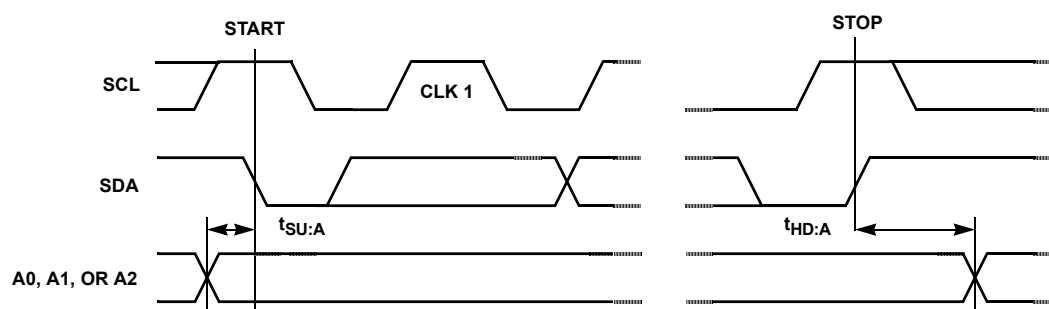 START
STOP
SCL
CLK 1
SDA
tSU:A
tHD:A
A0, A1, OR A2